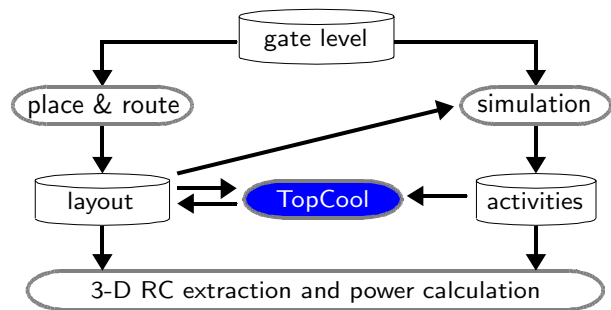 gate level
place & route
simulation
layout
TopCool
activities
3-D RC extraction and power calculation